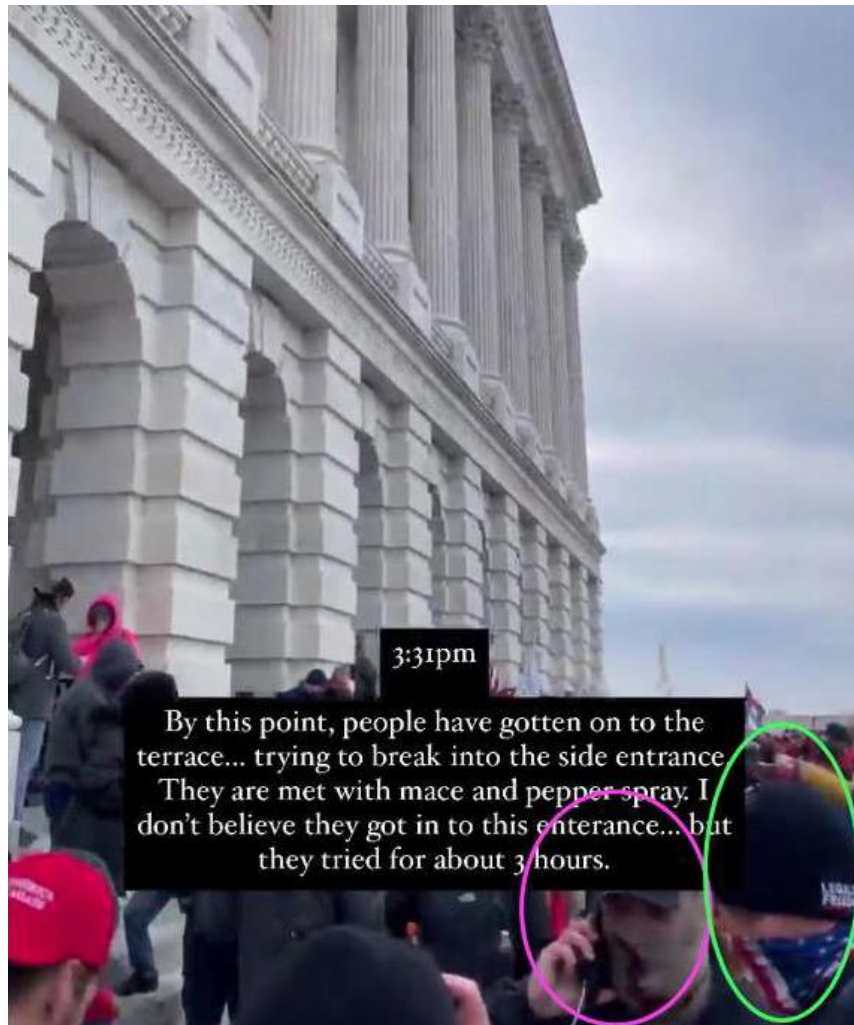 3:31pm
By this point, people have gotten on to the
terrace... trying to break into the side entrance.
They are met with mace and pepper spray. I
don't believe they got in to this enterance... but
they tried for about 3 hours.